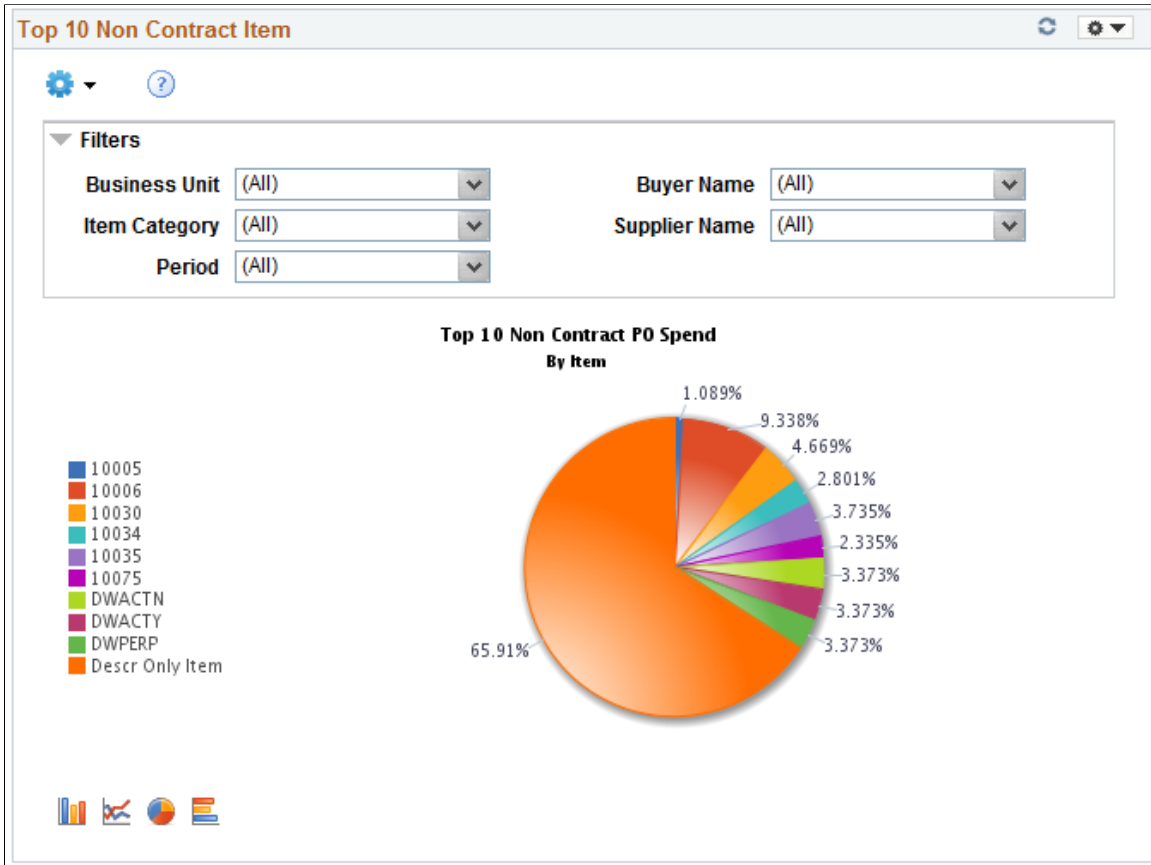 Top 10 Non Contract Item
?
Filters
Business Unit (All) Buyer Name (All)
Item Category (All) Supplier Name (All)
Period (All)
Top 10 Non Contract PO Spend
By Item
1.089%
9.338%
4.669%
2.801%
3.735%
2.335%
3.373%
3.373%
3.373%
65.91%
10005
10006
10030
10034
10035
10075
DWACTN
DWACTY
DWPERP
Descr Only Item